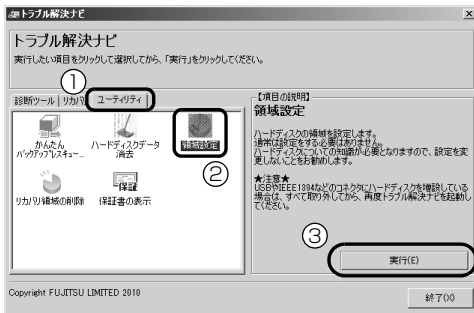 トラブル解決ナビ
トラブル解決ナビ
実行したい項目をクリックして選択してから、「実行」をクリックしてください。
①
診断ツール リカバリ ユーティリティ
かんたん
バックアップレスキュー...
ハードディスクデータ
消去
領域設定
②
リカバリ領域の削除
保証
保証書の表示
【項目の説明】
領域設定
ハードディスクの領域を設定します。
通常は設定をする必要はありません。
ハードディスクについての知識が必要となりますので、設定を変
更しないことをお勧めします。
★注意★
USBやIEEE1394などのコネクタにハードディスクを増設している
場合は、すべて取り外してから、再度トラブル解決ナビを起動し
てください。
③
実行(E)
Copyright FUJITSU LIMITED 2010
終了(X)